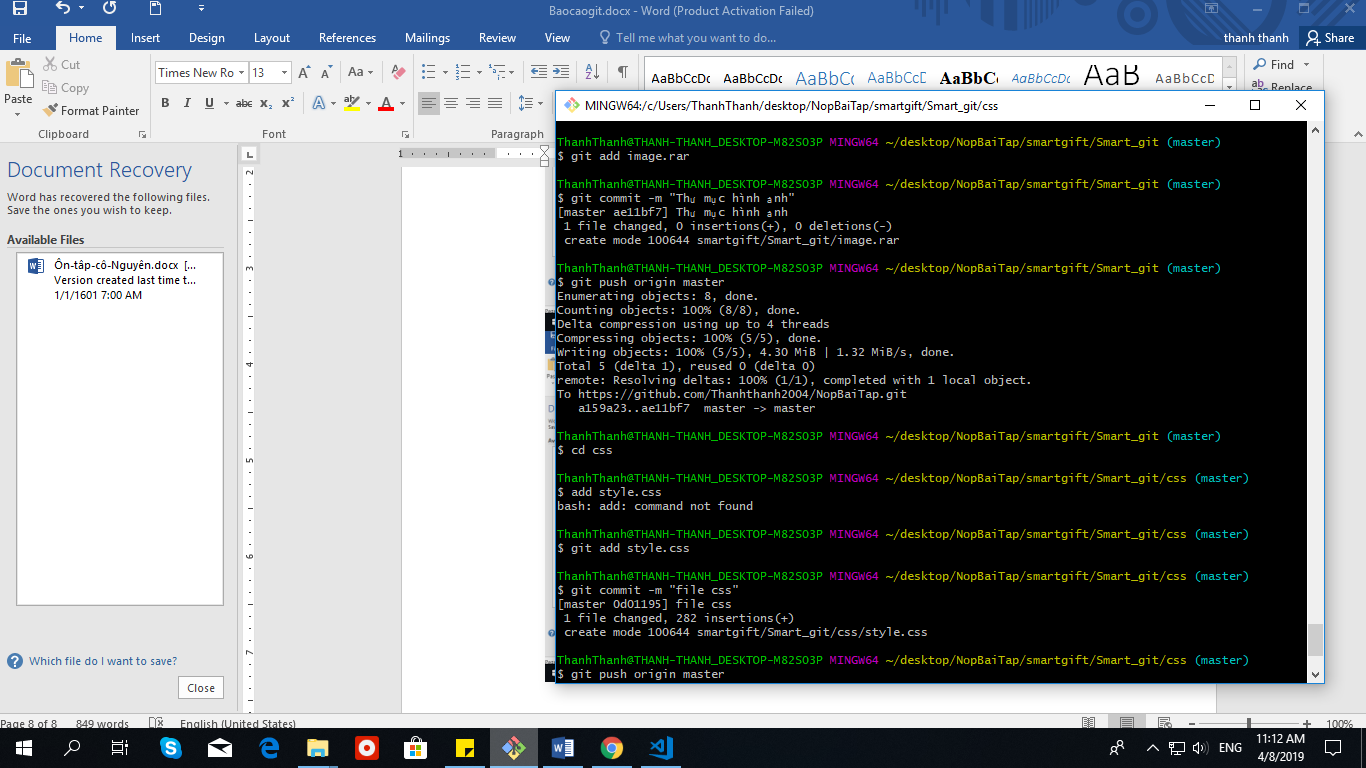 Baocaogit.docx - Word (Product Activation Failed)
File Home Insert Design Layout References Mailings Review View Tell me what you want to do... thanh thanh Share
Paste
Cut
Copy
Format Painter
Clipboard
Times New Ro 13
B I U abc x₂ x²
Font
Paragraph
AaBbCcDc AaBbCcDc AaBbCc AaBbCcD AaBbC AaBbCcDc AaB AaBbCcD
Find
Replace
Document Recovery
Word has recovered the following files.
Save the ones you wish to keep.
Available Files
Ôn-tâp-cô-Nguyên.docx [...
Version created last time t...
1/1/1601 7:00 AM
Which file do I want to save?
Close
MINGW64:/c/Users/ThanhThanh/desktop/NopBaiTap/smartgift/Smart_git/css
ThanhThanh@THANH-THANH_DESKTOP-M82SO3P MINGW64 ~/desktop/NopBaiTap/smartgift/Smart_git (master)
$ git add image.rar
ThanhThanh@THANH-THANH_DESKTOP-M82SO3P MINGW64 ~/desktop/NopBaiTap/smartgift/Smart_git (master)
$ git commit -m "Thư mục hình ảnh"
[master ae11bf7] Thư mục hình ảnh
1 file changed, 0 insertions(+), 0 deletions(-)
create mode 100644 smartgift/Smart_git/image.rar
ThanhThanh@THANH-THANH_DESKTOP-M82SO3P MINGW64 ~/desktop/NopBaiTap/smartgift/Smart_git (master)
$ git push origin master
Enumerating objects: 8, done.
Counting objects: 100% (8/8), done.
Delta compression using up to 4 threads
Compressing objects: 100% (5/5), done.
Writing objects: 100% (5/5), 4.30 MiB | 1.32 MiB/s, done.
Total 5 (delta 1), reused 0 (delta 0)
remote: Resolving deltas: 100% (1/1), completed with 1 local object.
To https://github.com/Thanhthanh2004/NopBaiTap.git
a159a23..ae11bf7 master -> master
ThanhThanh@THANH-THANH_DESKTOP-M82SO3P MINGW64 ~/desktop/NopBaiTap/smartgift/Smart_git (master)
$ cd css
ThanhThanh@THANH-THANH_DESKTOP-M82SO3P MINGW64 ~/desktop/NopBaiTap/smartgift/Smart_git/css (master)
$ add style.css
bash: add: command not found
ThanhThanh@THANH-THANH_DESKTOP-M82SO3P MINGW64 ~/desktop/NopBaiTap/smartgift/Smart_git/css (master)
$ git add style.css
ThanhThanh@THANH-THANH_DESKTOP-M82SO3P MINGW64 ~/desktop/NopBaiTap/smartgift/Smart_git/css (master)
$ git commit -m "file css"
[master 0d01195] file css
1 file changed, 282 insertions(+)
create mode 100644 smartgift/Smart_git/css/style.css
ThanhThanh@THANH-THANH_DESKTOP-M82SO3P MINGW64 ~/desktop/NopBaiTap/smartgift/Smart_git/css (master)
$ git push origin master
Page 8 of 8 849 words English (United States) 100%
ENG
11:12 AM
4/8/2019